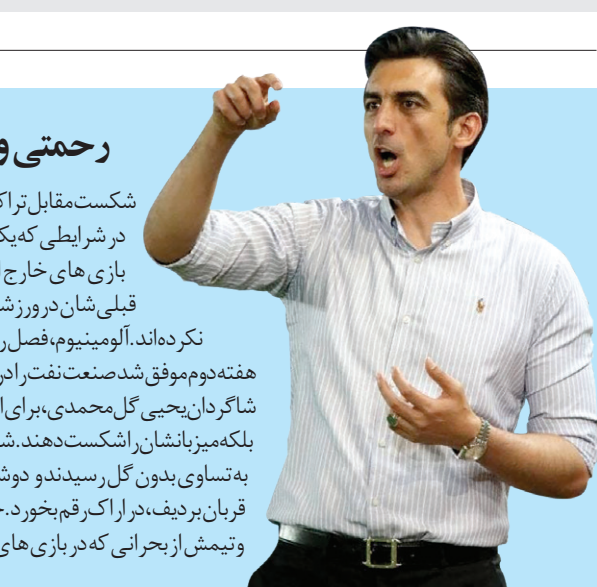 رحمتی و
شکست مقابل تراک
در شرایطی که یک
بازی های خارج ا
قبلی شان در ورزش
نکرده اند. آلومینیوم، فصل ر
هفته دوم موفق شد صنعت نفت را در
شاگردان یحیی گل محمدی، برای ا
بلکه میزبانشان را شکست دهند. ش
به تساوی بدون گل رسیدند و دوش
قربان بردیف، در اراک رقم بخورد. ح
و تیمش از بحرانی که در بازی های